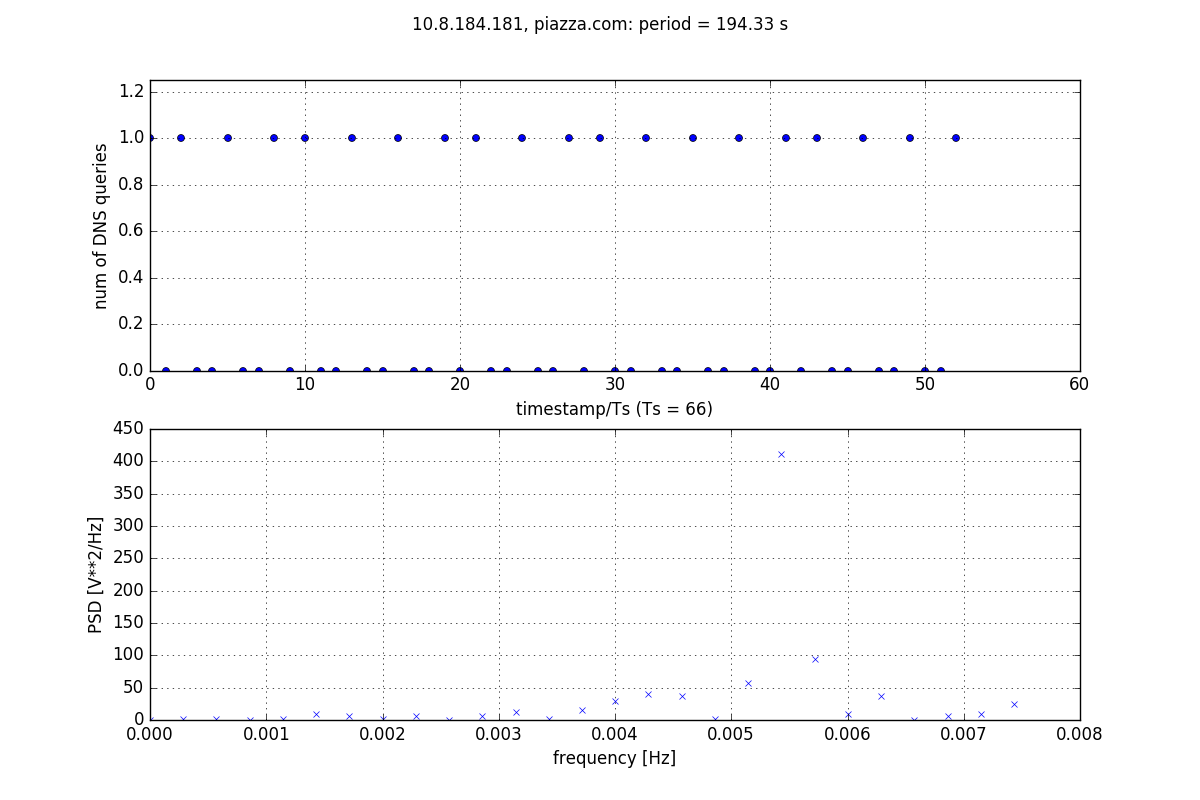 10.8.184.181, piazza.com: period = 194.33 s
1.2
1.0
0.8
0.6
0.4
0.2
0.0
num of DNS queries
0 10 20 30 40 50 60
timestamp/Ts (Ts = 66)
450
400
350
300
250
200
150
100
50
0
PSD [V**2/Hz]
0.000 0.001 0.002 0.003 0.004 0.005 0.006 0.007 0.008
frequency [Hz]